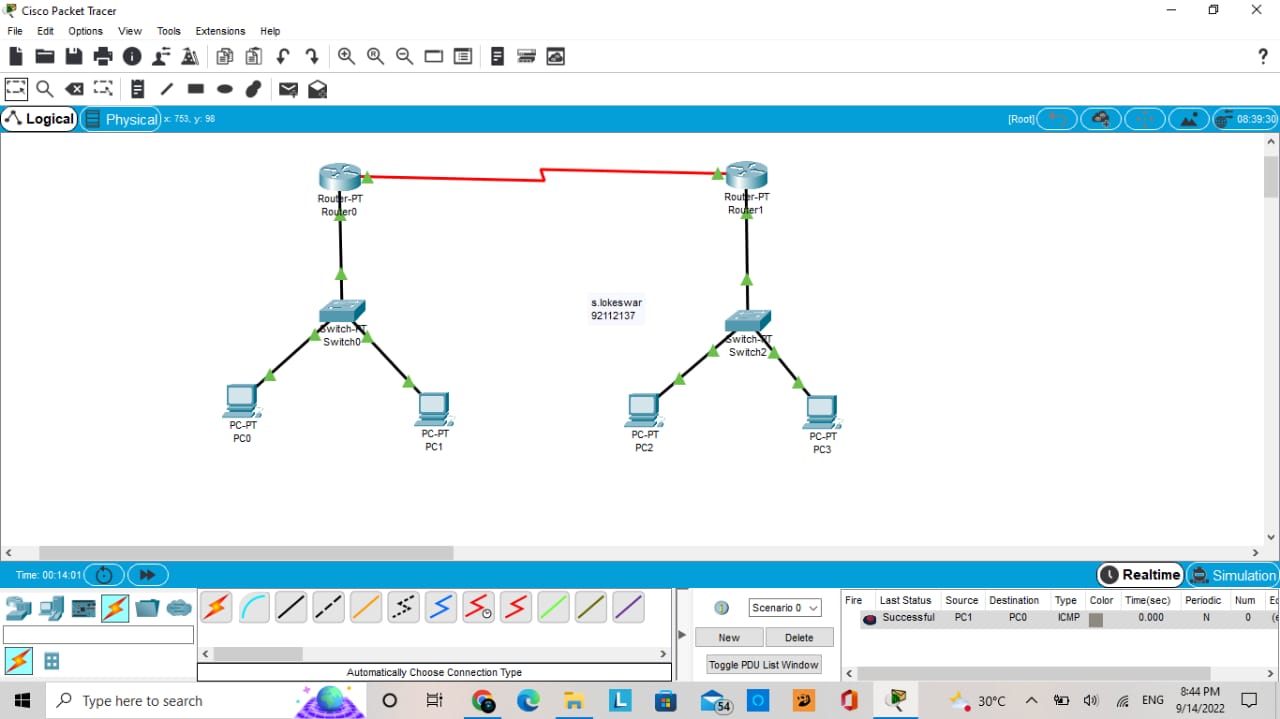 Cisco Packet Tracer
File Edit Options View Tools Extensions Help
?
Logical Physical x: 753, y: 98 [Root] 08:39:30
Router-PT
Router0
Router-PT
Router1
Switch-PT
Switch0
s.lokeswar
92112137
Switch-PT
Switch2
PC-PT
PC0
PC-PT
PC1
PC-PT
PC2
PC-PT
PC3
Time: 00:14:01 Realtime Simulation
Scenario 0
New Delete
Toggle PDU List Window
Automatically Choose Connection Type
Fire Last Status Source Destination Type Color Time(sec) Periodic Num
Successful PC1 PC0 ICMP 0.000 N 0 (e
Type here to search L 54 30°C ENG 8:44 PM
9/14/2022